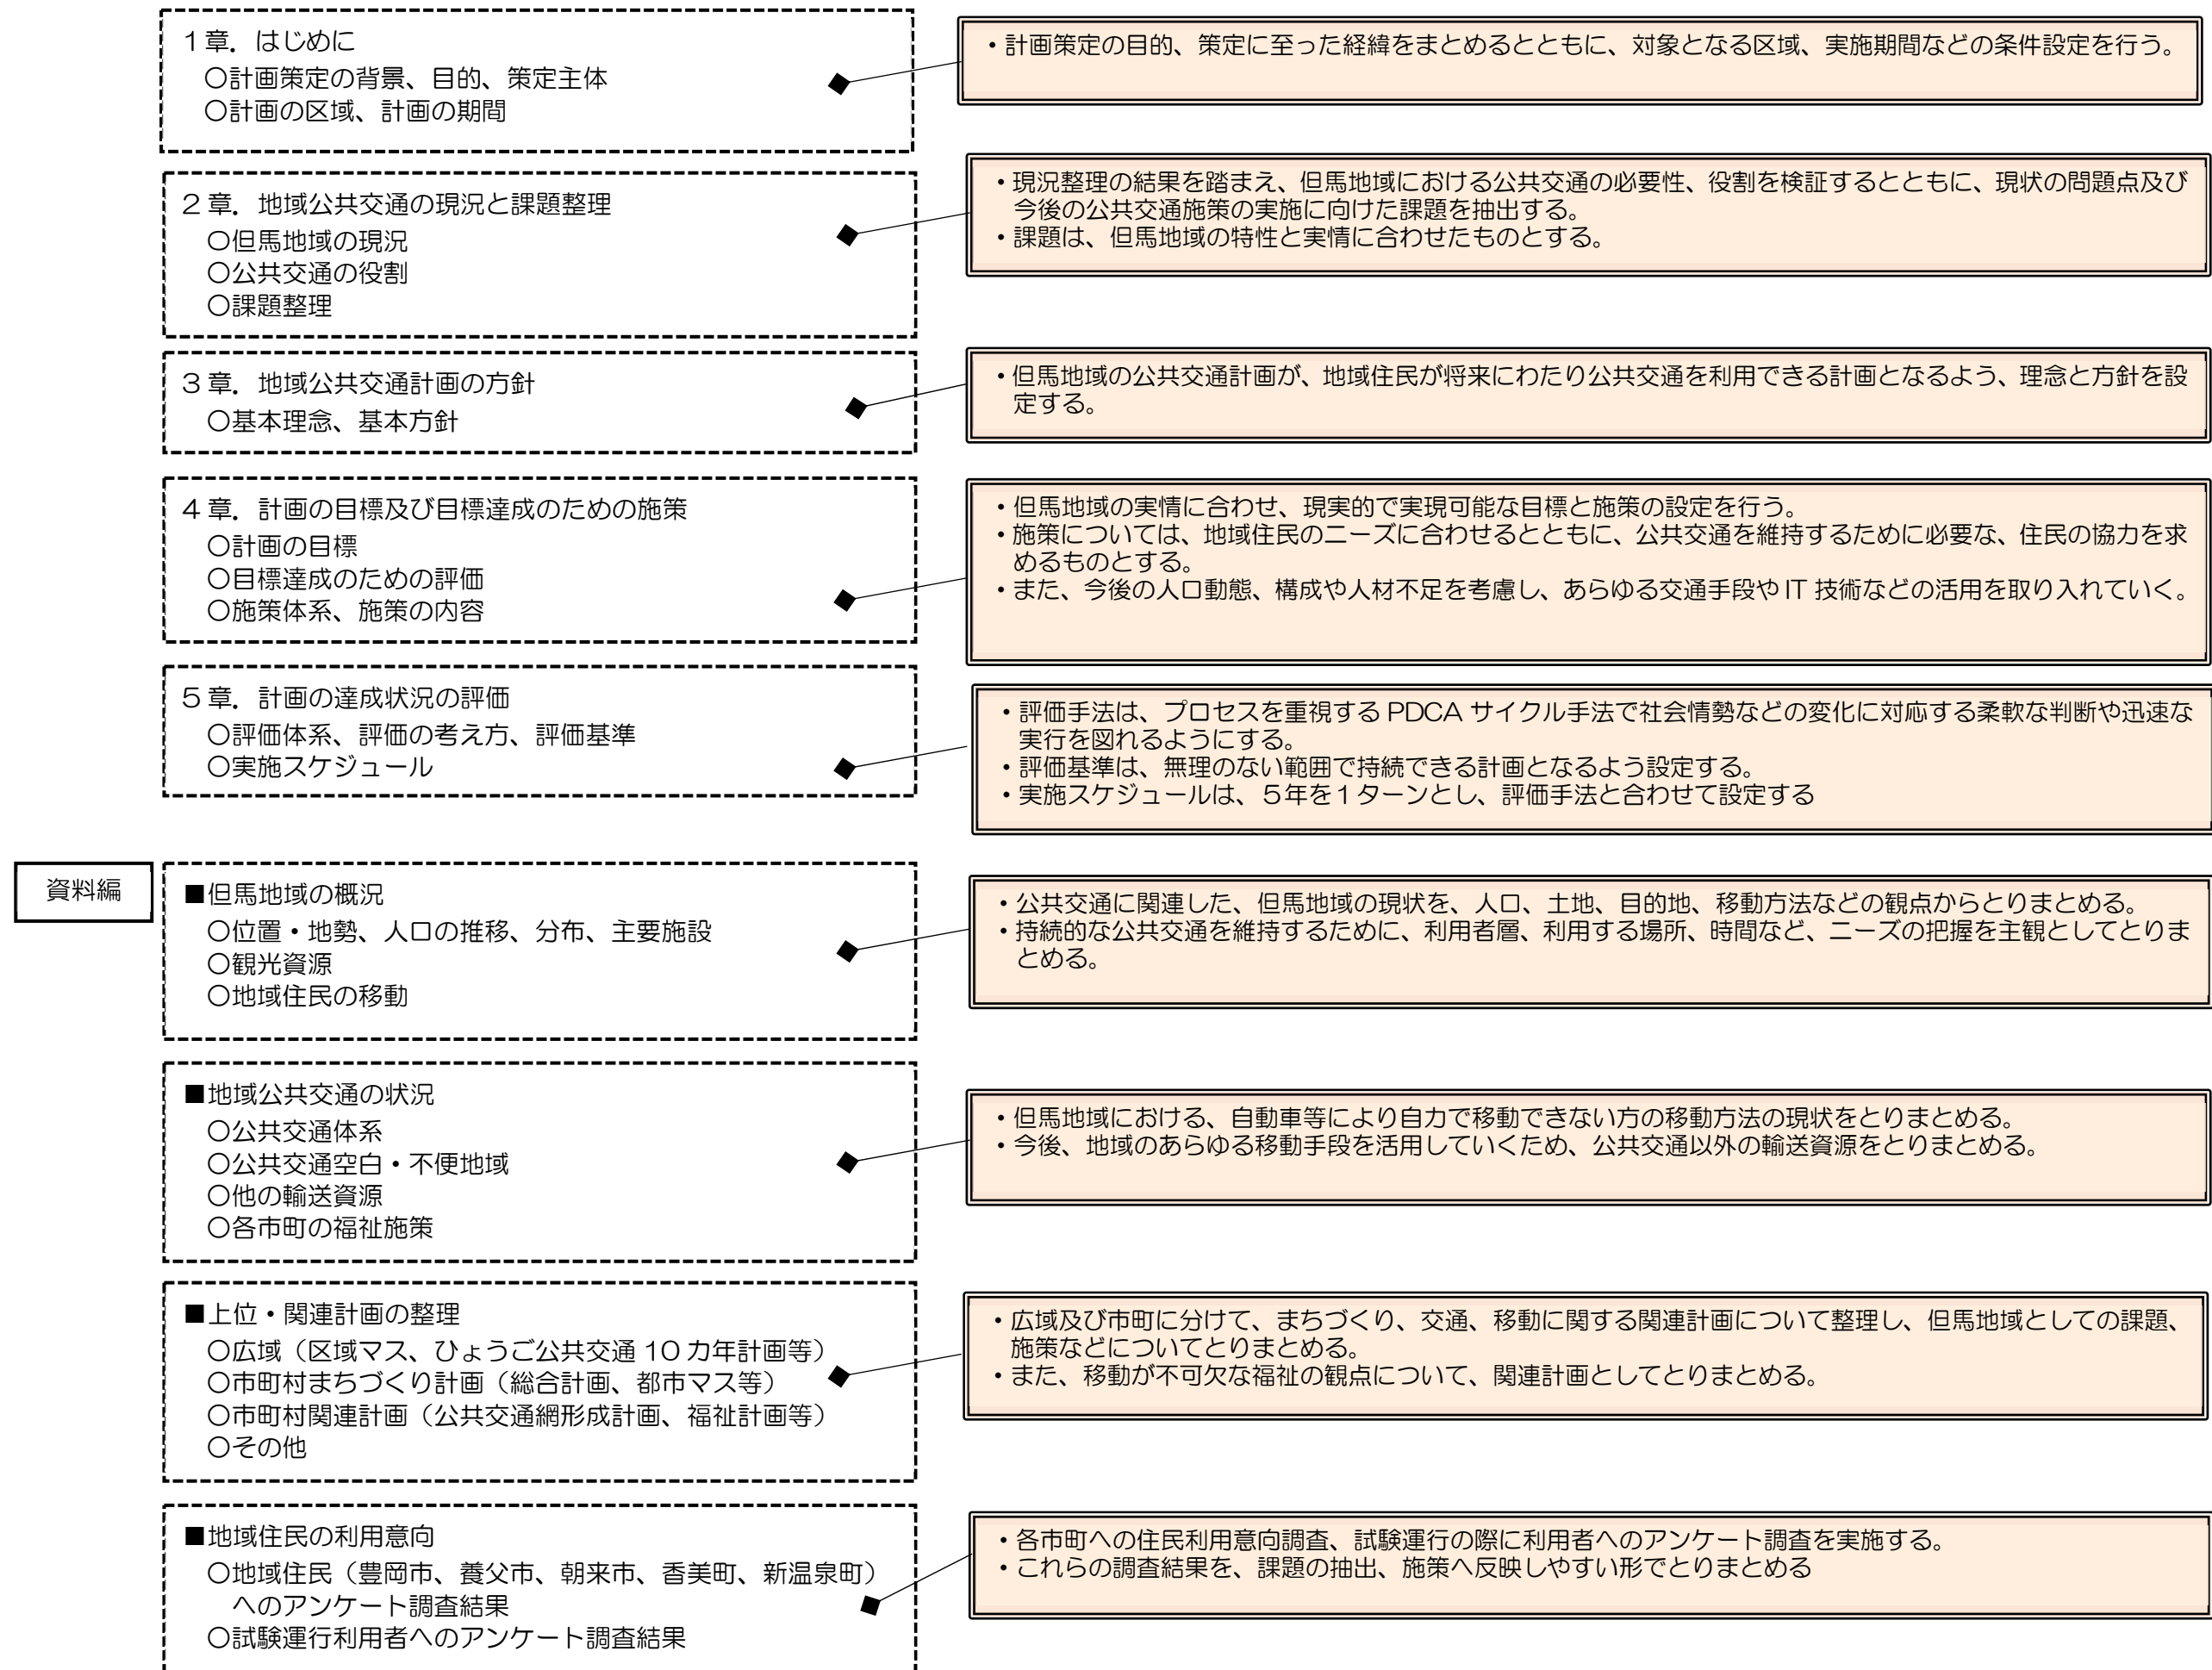 1章．はじめに
○計画策定の背景、目的、策定主体
○計画の区域、計画の期間
・計画策定の目的、策定に至った経緯をまとめるとともに、対象となる区域、実施期間などの条件設定を行う。
2章．地域公共交通の現況と課題整理
○但馬地域の現況
○公共交通の役割
○課題整理
・現況整理の結果を踏まえ、但馬地域における公共交通の必要性、役割を検証するとともに、現状の問題点及び
今後の公共交通施策の実施に向けた課題を抽出する。
・課題は、但馬地域の特性と実情に合わせたものとする。
3章．地域公共交通計画の方針
○基本理念、基本方針
・但馬地域の公共交通計画が、地域住民が将来にわたり公共交通を利用できる計画となるよう、理念と方針を設
定する。
4章．計画の目標及び目標達成のための施策
○計画の目標
○目標達成のための評価
○施策体系、施策の内容
・但馬地域の実情に合わせ、現実的で実現可能な目標と施策の設定を行う。
・施策については、地域住民のニーズに合わせるとともに、公共交通を維持するために必要な、住民の協力を求
めるものとする。
・また、今後の人口動態、構成や人材不足を考慮し、あらゆる交通手段やIT技術などの活用を取り入れていく。
5章．計画の達成状況の評価
○評価体系、評価の考え方、評価基準
○実施スケジュール
・評価手法は、プロセスを重視するPDCAサイクル手法で社会情勢などの変化に対応する柔軟な判断や迅速な
実行を図れるようにする。
・評価基準は、無理のない範囲で持続できる計画となるよう設定する。
・実施スケジュールは、5年を1ターンとし、評価手法と合わせて設定する
資料編
■但馬地域の概況
○位置・地勢、人口の推移、分布、主要施設
○観光資源
○地域住民の移動
・公共交通に関連した、但馬地域の現状を、人口、土地、目的地、移動方法などの観点からとりまとめる。
・持続的な公共交通を維持するために、利用者層、利用する場所、時間など、ニーズの把握を主観としてとりま
とめる。
■地域公共交通の状況
○公共交通体系
○公共交通空白・不便地域
○他の輸送資源
○各市町の福祉施策
・但馬地域における、自動車等により自力で移動できない方の移動方法の現状をとりまとめる。
・今後、地域のあらゆる移動手段を活用していくため、公共交通以外の輸送資源をとりまとめる。
■上位・関連計画の整理
○広域（区域マス、ひょうご公共交通10カ年計画等）
○市町村まちづくり計画（総合計画、都市マス等）
○市町村関連計画（公共交通網形成計画、福祉計画等）
○その他
・広域及び市町に分けて、まちづくり、交通、移動に関する関連計画について整理し、但馬地域としての課題、
施策などについてとりまとめる。
・また、移動が不可欠な福祉の観点について、関連計画としてとりまとめる。
■地域住民の利用意向
○地域住民（豊岡市、養父市、朝来市、香美町、新温泉町）
へのアンケート調査結果
○試験運行利用者へのアンケート調査結果
・各市町への住民利用意向調査、試験運行の際に利用者へのアンケート調査を実施する。
・これらの調査結果を、課題の抽出、施策へ反映しやすい形でとりまとめる